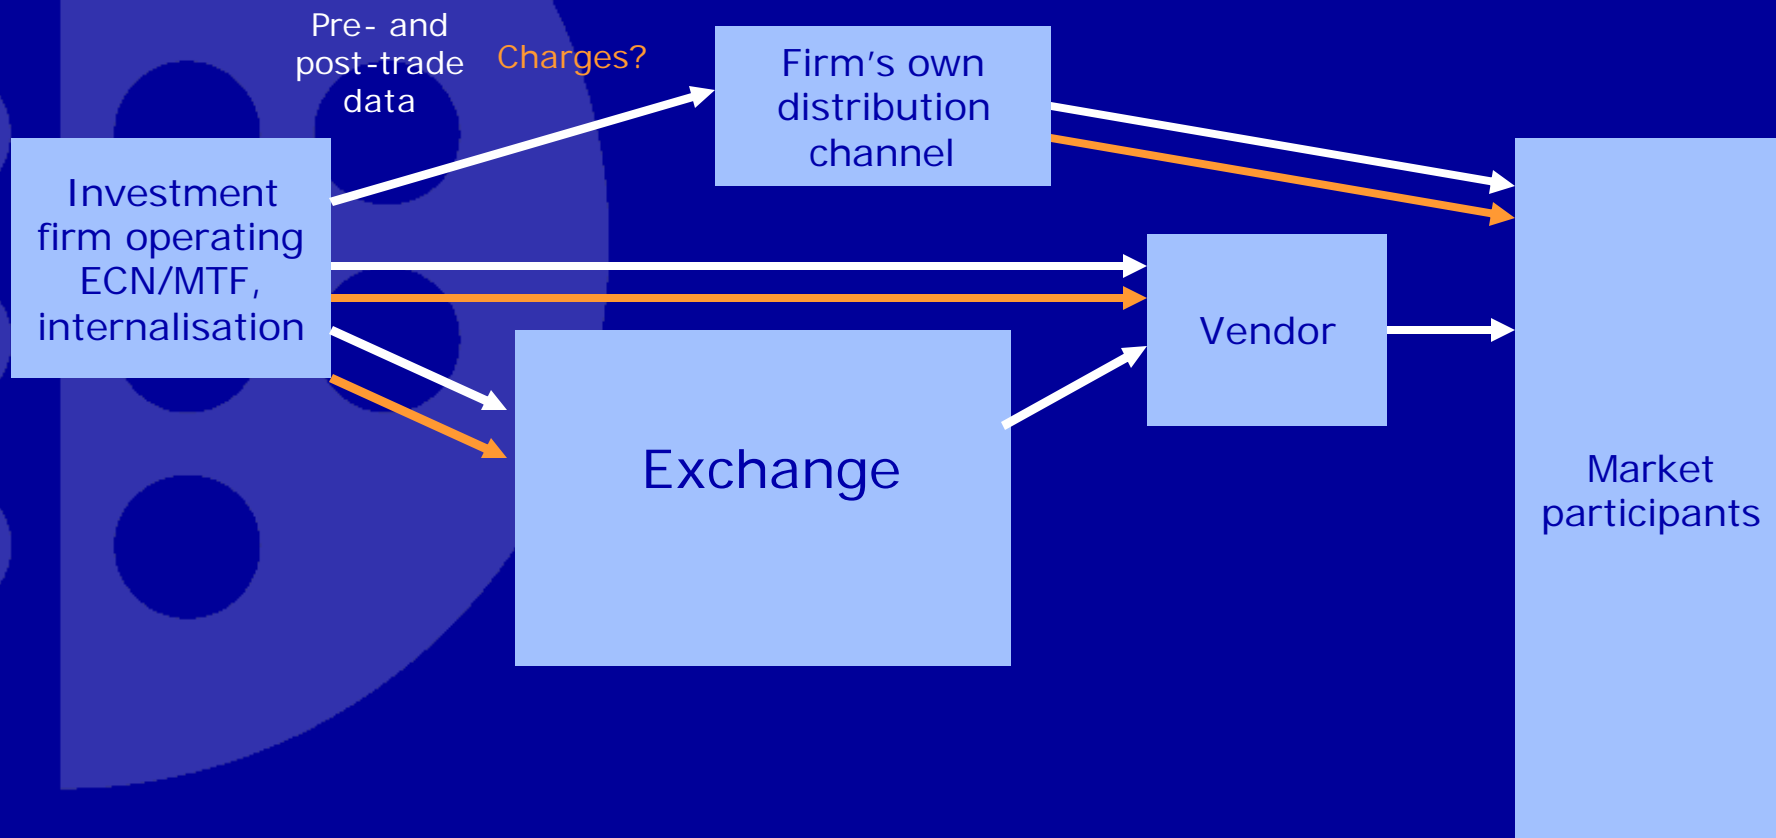 Pre- and
post-trade
data
Charges?
Firm's own
distribution
channel
Investment
firm operating
ECN/MTF,
internalisation
Vendor
Exchange
Market
participants